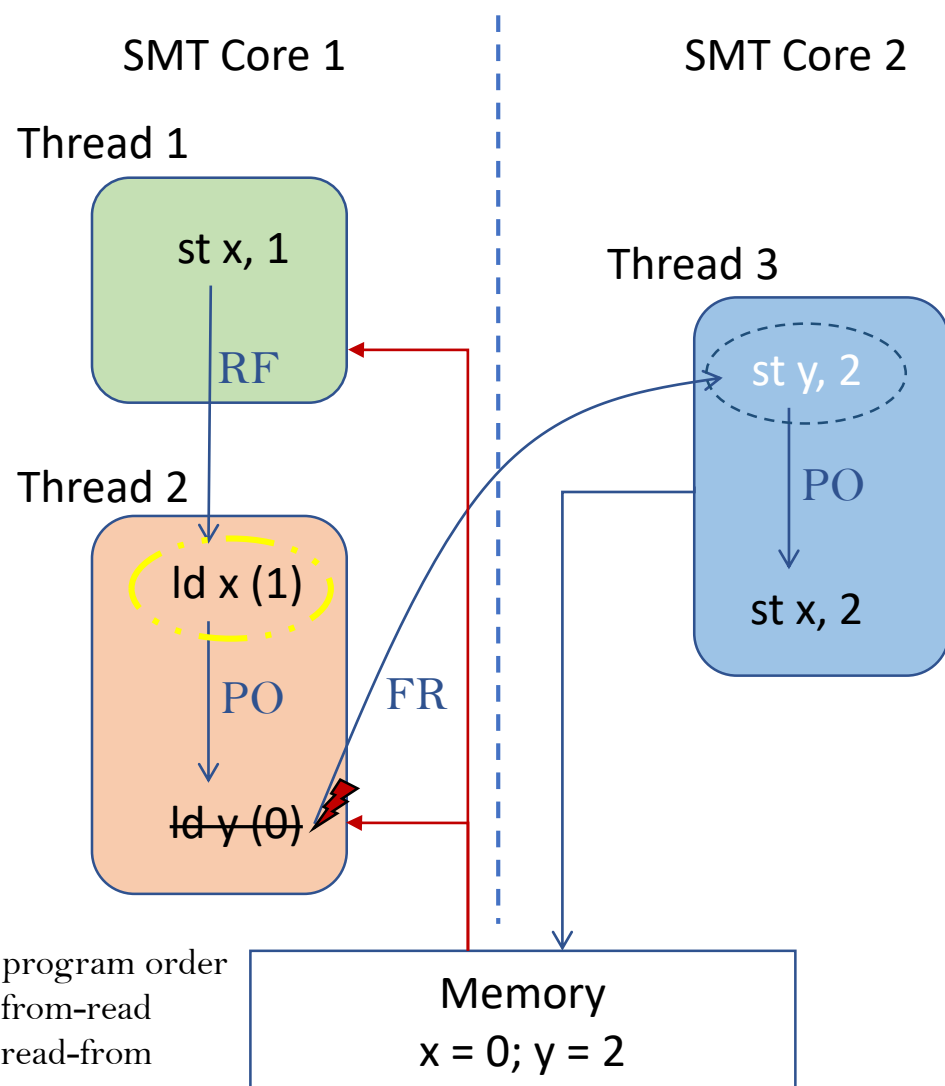 SMT Core 1
SMT Core 2
Thread 1
st x, 1
RF
Thread 2
ld x (1)
PO
ld y (0)
FR
Thread 3
st y, 2
PO
st x, 2
program order
from-read
read-from
Memory
x = 0; y = 2